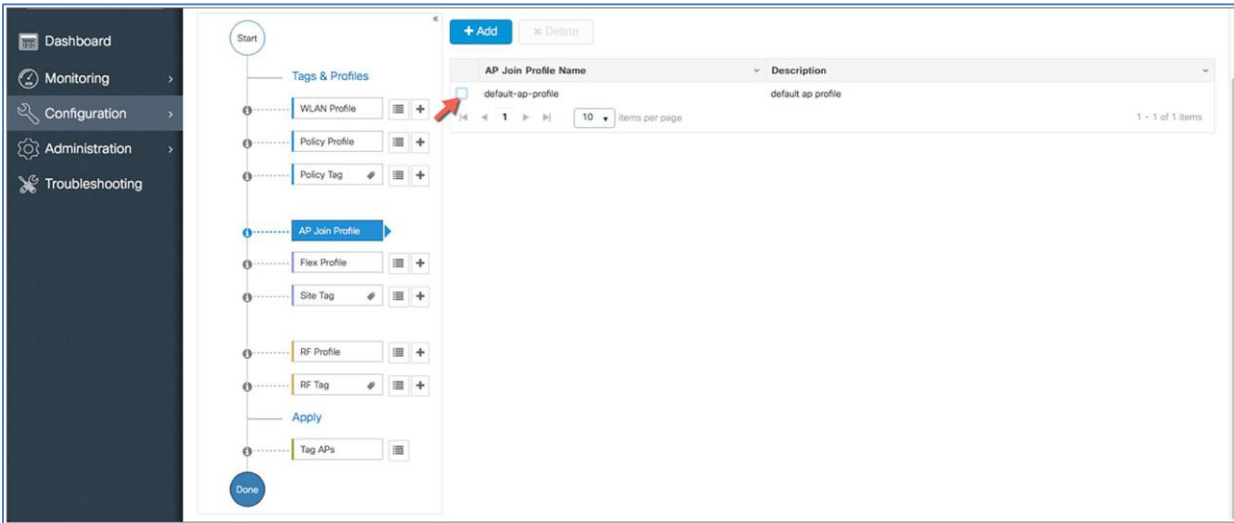 Dashboard
Monitoring
Configuration
Administration
Troubleshooting
Start
Tags & Profiles
WLAN Profile
Policy Profile
Policy Tag
AP Join Profile
Flex Profile
Site Tag
RF Profile
RF Tag
Apply
Tag APs
Done
+ Add
× Delete
AP Join Profile Name Description
default-ap-profile default ap profile
1 10 items per page 1 - 1 of 1 items